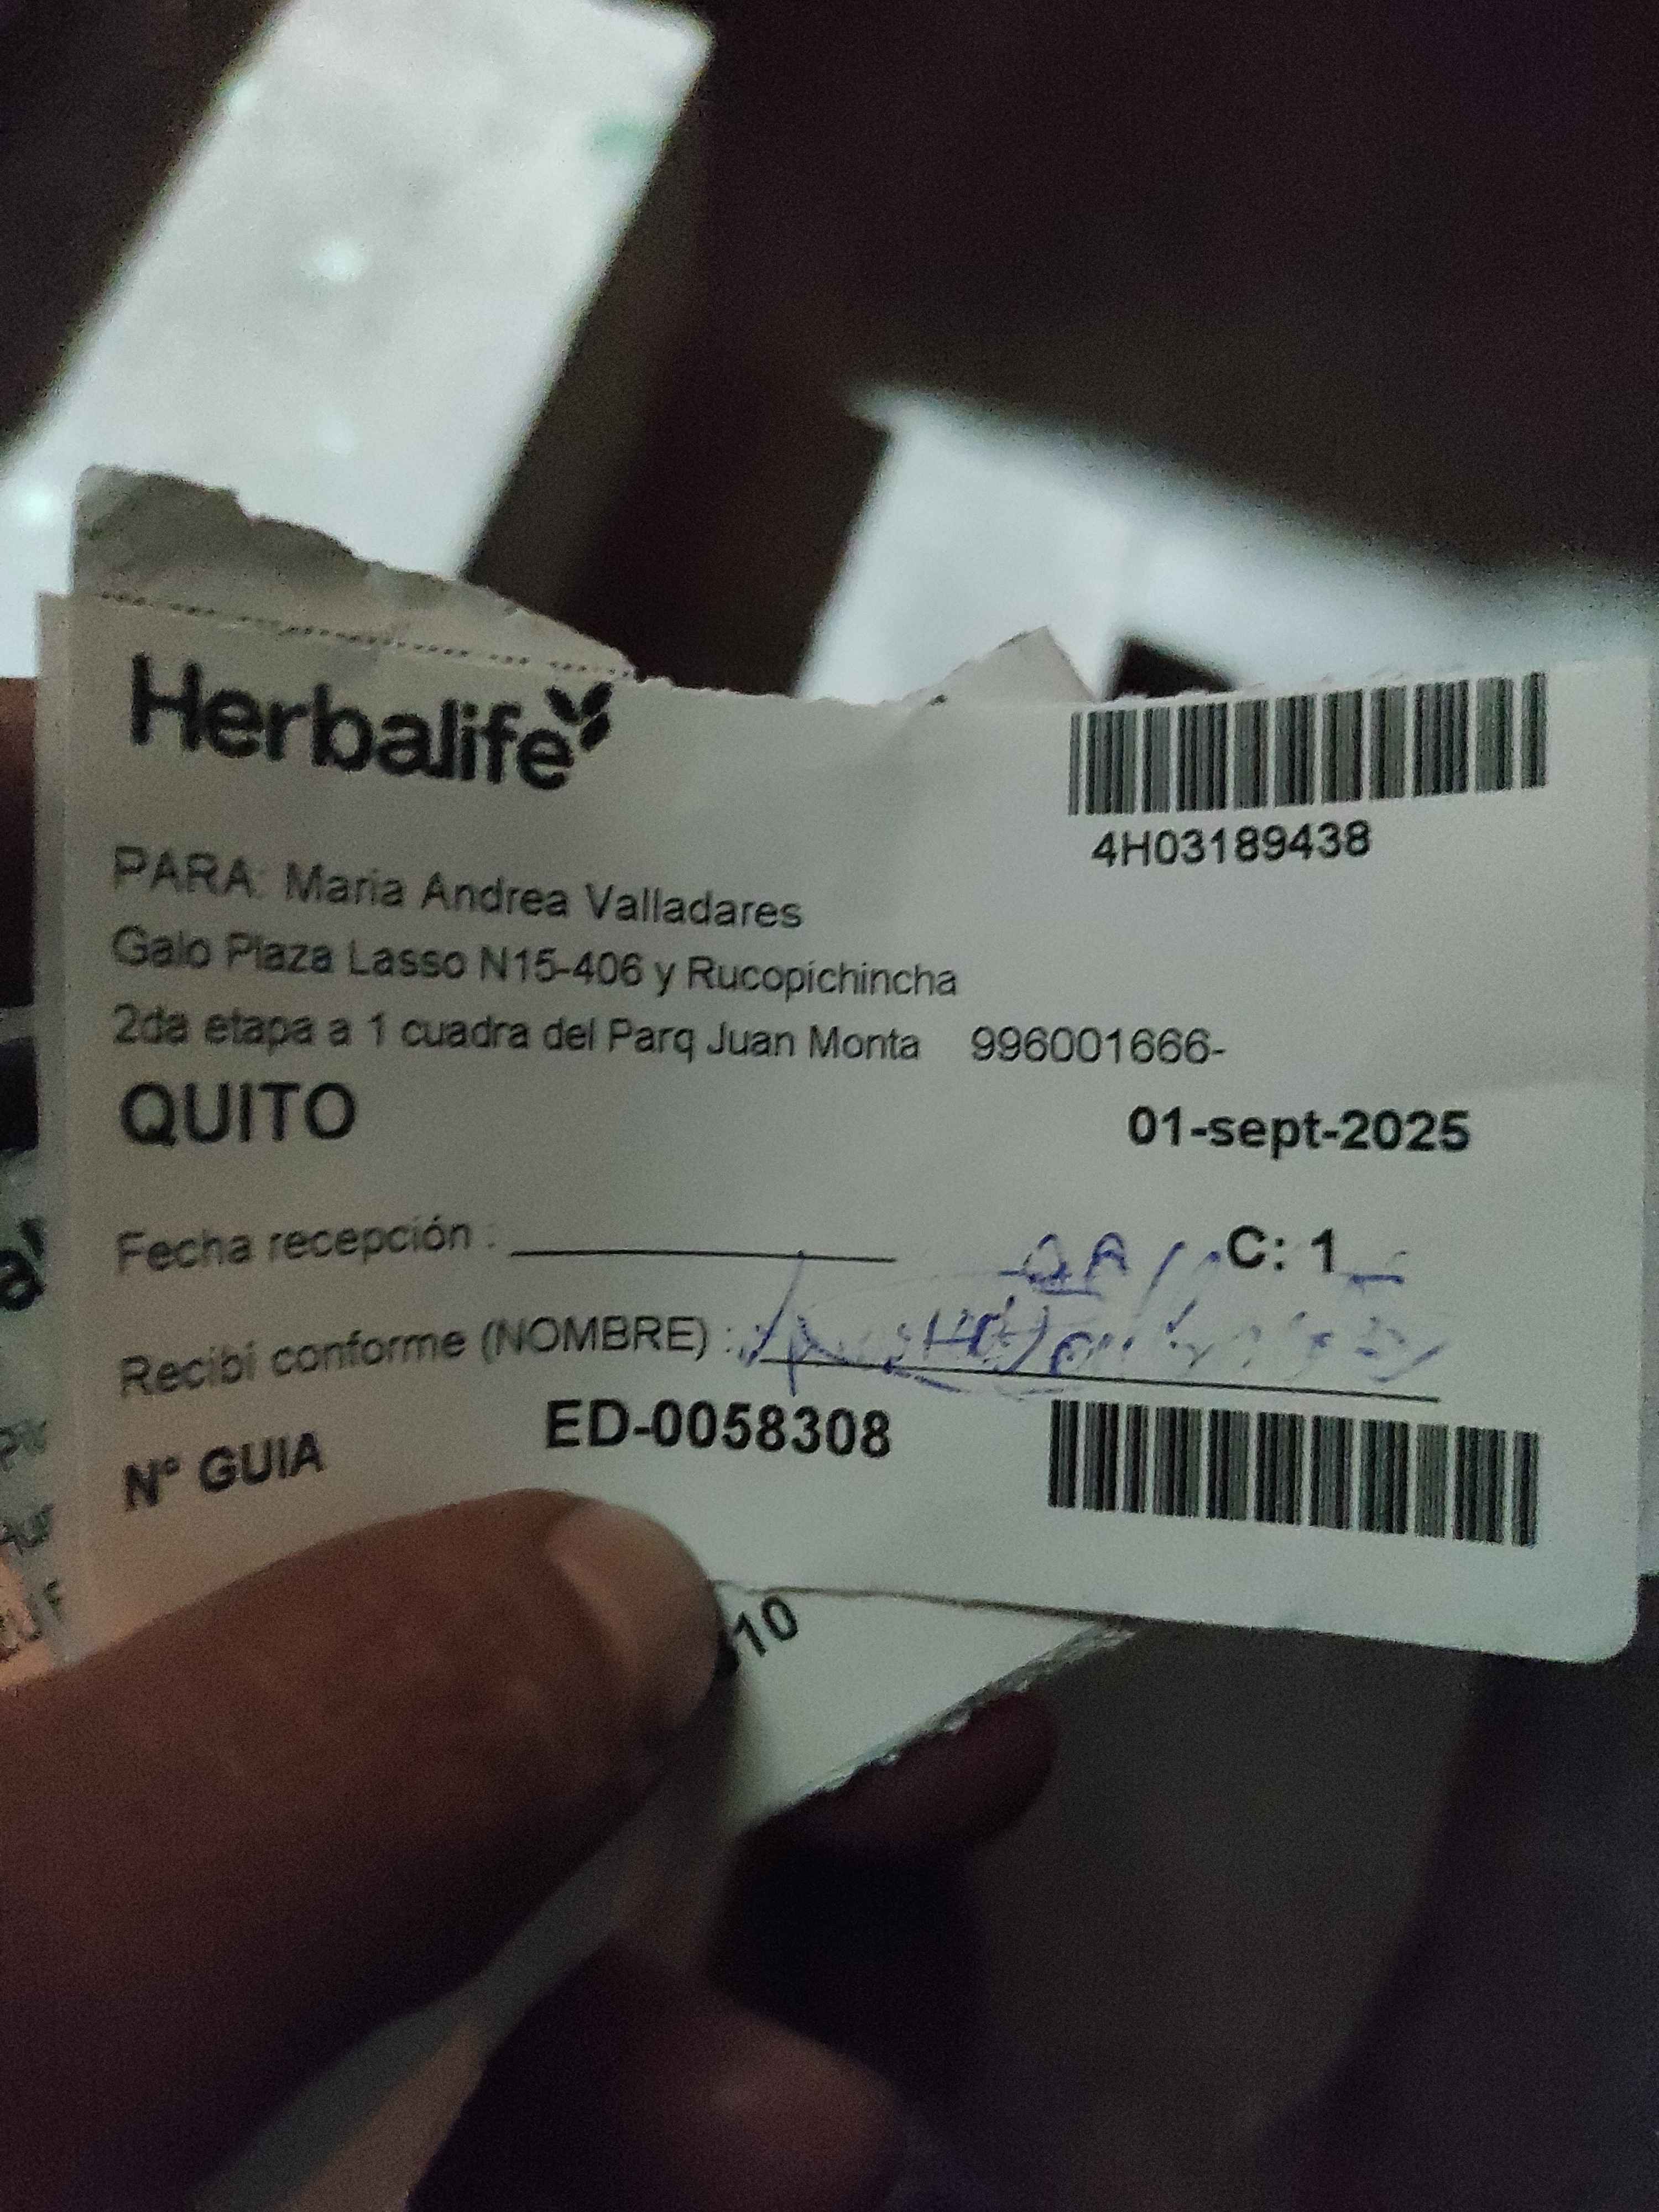 Herbalife
4H03189438
PARA: Maria Andrea Valladares
Galo Plaza Lasso N15-406 y Rucopichincha
2da etapa a 1 cuadra del Parq Juan Monta 996001666-
QUITO 01-sept-2025
Fecha recepción : C: 1
Recibi conforme (NOMBRE) :
Nº GUIA ED-0058308
10